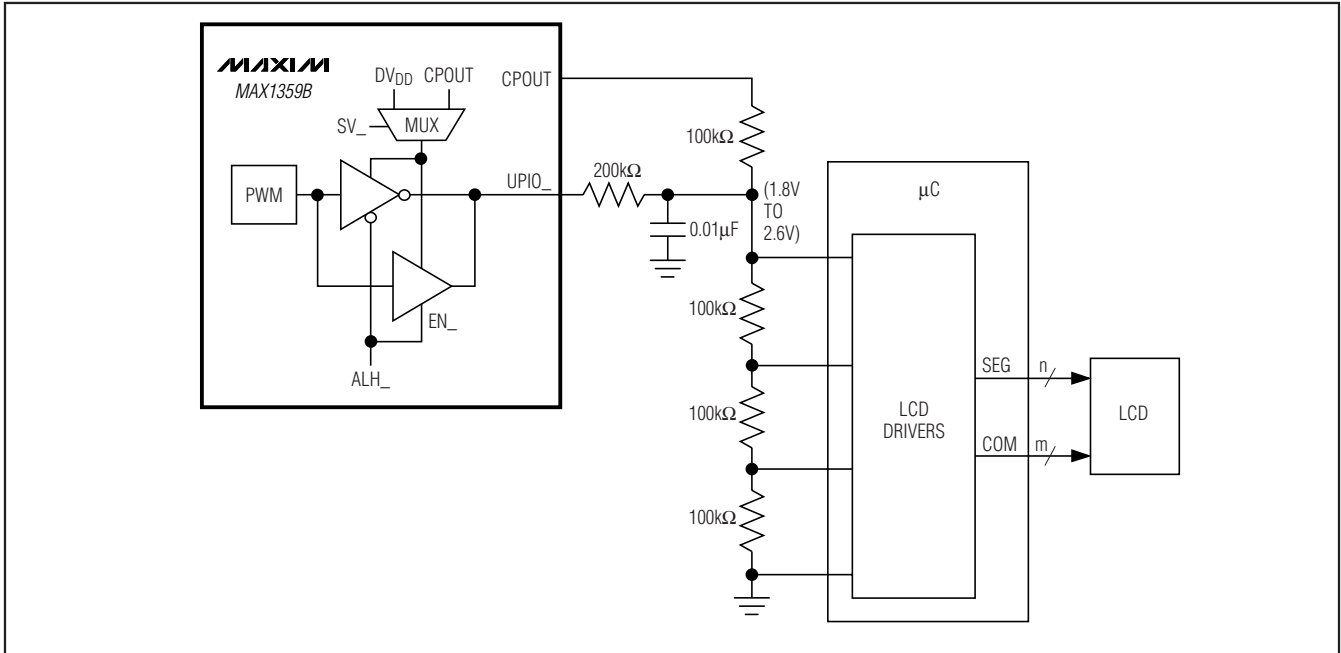 MAXIM
MAX1359B
DVDD CPOUT
CPOUT
SV_
MUX
PWM
UPIO_
EN_
ALH_
200kΩ
0.01µF
100kΩ
(1.8V
TO
2.6V)
100kΩ
100kΩ
100kΩ
µC
LCD
DRIVERS
SEG
n
COM
m
LCD